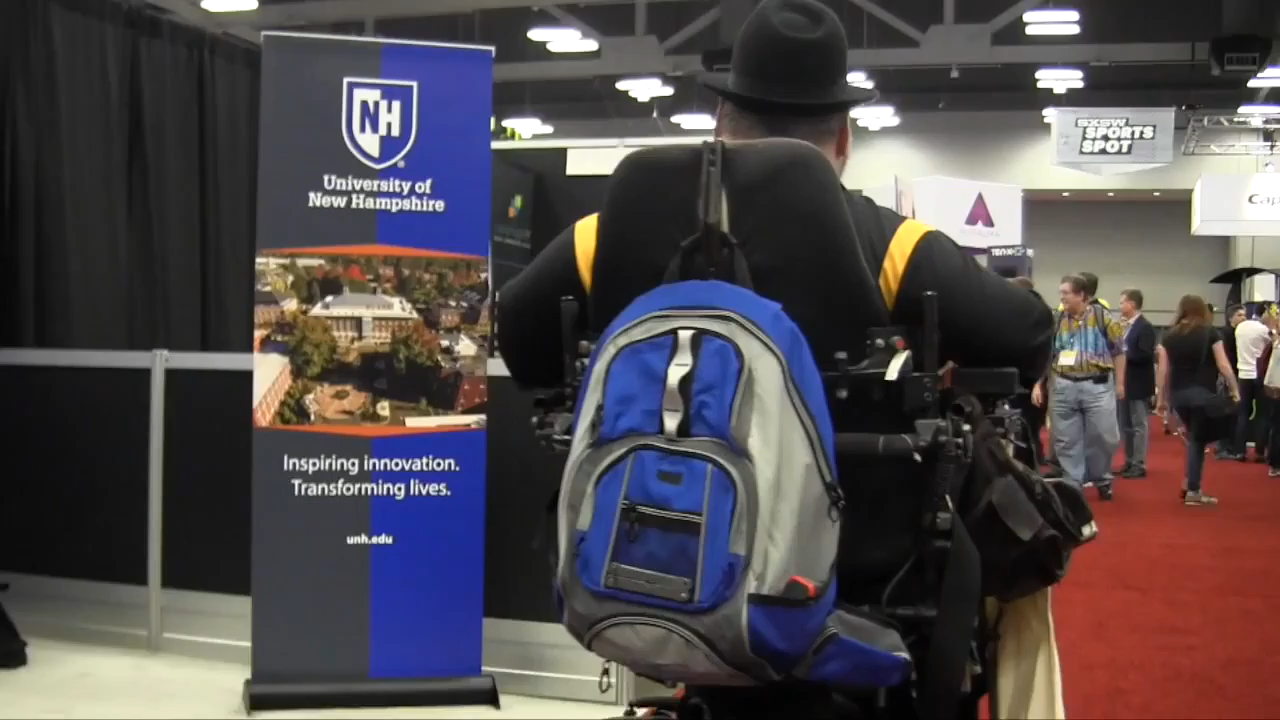 NH
University of
New Hampshire
Inspiring innovation.
Transforming lives.
unh.edu
SXSW
SPORTS
SPOT